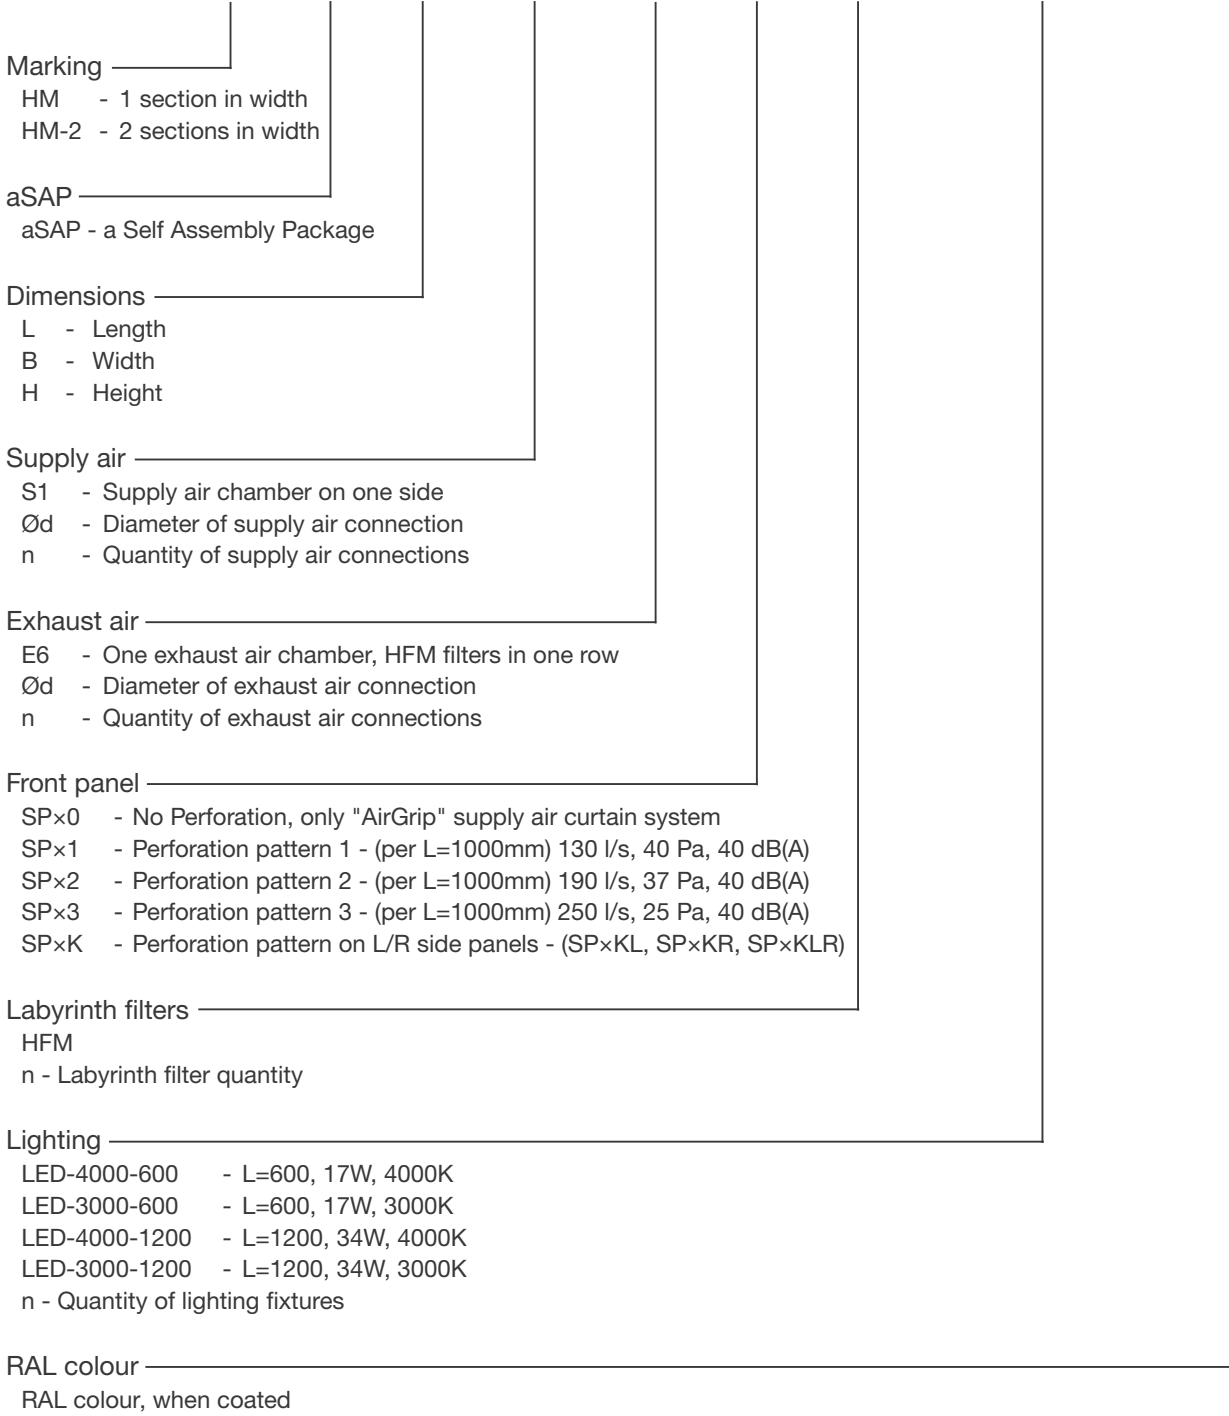 Marking
HM - 1 section in width
HM-2 - 2 sections in width
aSAP
aSAP - a Self Assembly Package
Dimensions
L - Length
B - Width
H - Height
Supply air
S1 - Supply air chamber on one side
Ød - Diameter of supply air connection
n - Quantity of supply air connections
Exhaust air
E6 - One exhaust air chamber, HFM filters in one row
Ød - Diameter of exhaust air connection
n - Quantity of exhaust air connections
Front panel
SP×0 - No Perforation, only "AirGrip" supply air curtain system
SP×1 - Perforation pattern 1 - (per L=1000mm) 130 l/s, 40 Pa, 40 dB(A)
SP×2 - Perforation pattern 2 - (per L=1000mm) 190 l/s, 37 Pa, 40 dB(A)
SP×3 - Perforation pattern 3 - (per L=1000mm) 250 l/s, 25 Pa, 40 dB(A)
SP×K - Perforation pattern on L/R side panels - (SP×KL, SP×KR, SP×KLR)
Labyrinth filters
HFM
n - Labyrinth filter quantity
Lighting
LED-4000-600 - L=600, 17W, 4000K
LED-3000-600 - L=600, 17W, 3000K
LED-4000-1200 - L=1200, 34W, 4000K
LED-3000-1200 - L=1200, 34W, 3000K
n - Quantity of lighting fixtures
RAL colour
RAL colour, when coated